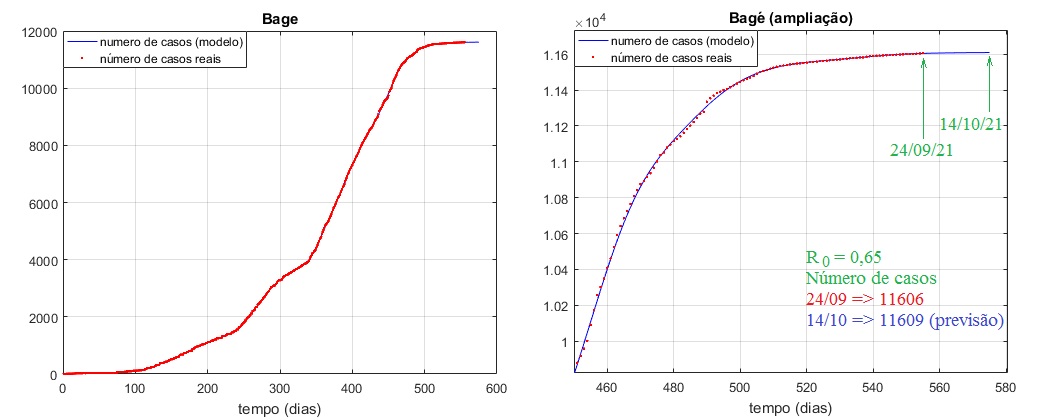 Bage
numero de casos (modelo)
número de casos reais
12000
10000
8000
6000
4000
2000
0
0 100 200 300 400 500 600
tempo (dias)
×10⁴
Bagé (ampliação)
numero de casos (modelo)
número de casos reais
1.16
1.14
1.12
1.1
1.08
1.06
1.04
1.02
1
14/10/21
24/09/21
R₀ = 0,65
Número de casos
24/09 => 11606
14/10 => 11609 (previsão)
460 480 500 520 540 560 580
tempo (dias)